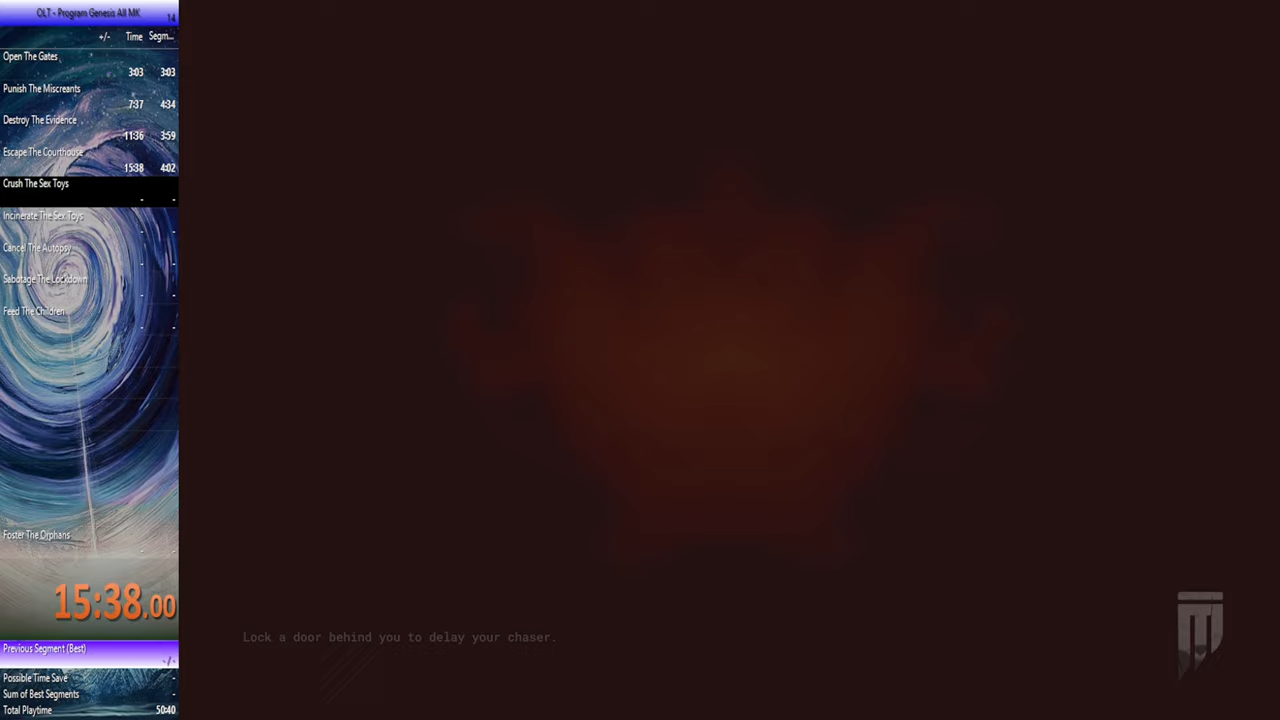 OLT - Program Genesis All MK
14
+/- Time Segm...
Open The Gates
3:03 3:03
Punish The Miscreants
7:37 4:34
Destroy The Evidence
11:36 3:59
Escape The Courthouse
15:38 4:02
Crush The Sex Toys
- -
Incinerate The Sex Toys
- -
Cancel The Autopsy
- -
Sabotage The Lockdown
- -
Feed The Children
- -
Foster The Orphans
- -
15:38.00
Previous Segment (Best)
-/-
Possible Time Save -
Sum of Best Segments -
Total Playtime 50:40
Lock a door behind you to delay your chaser.